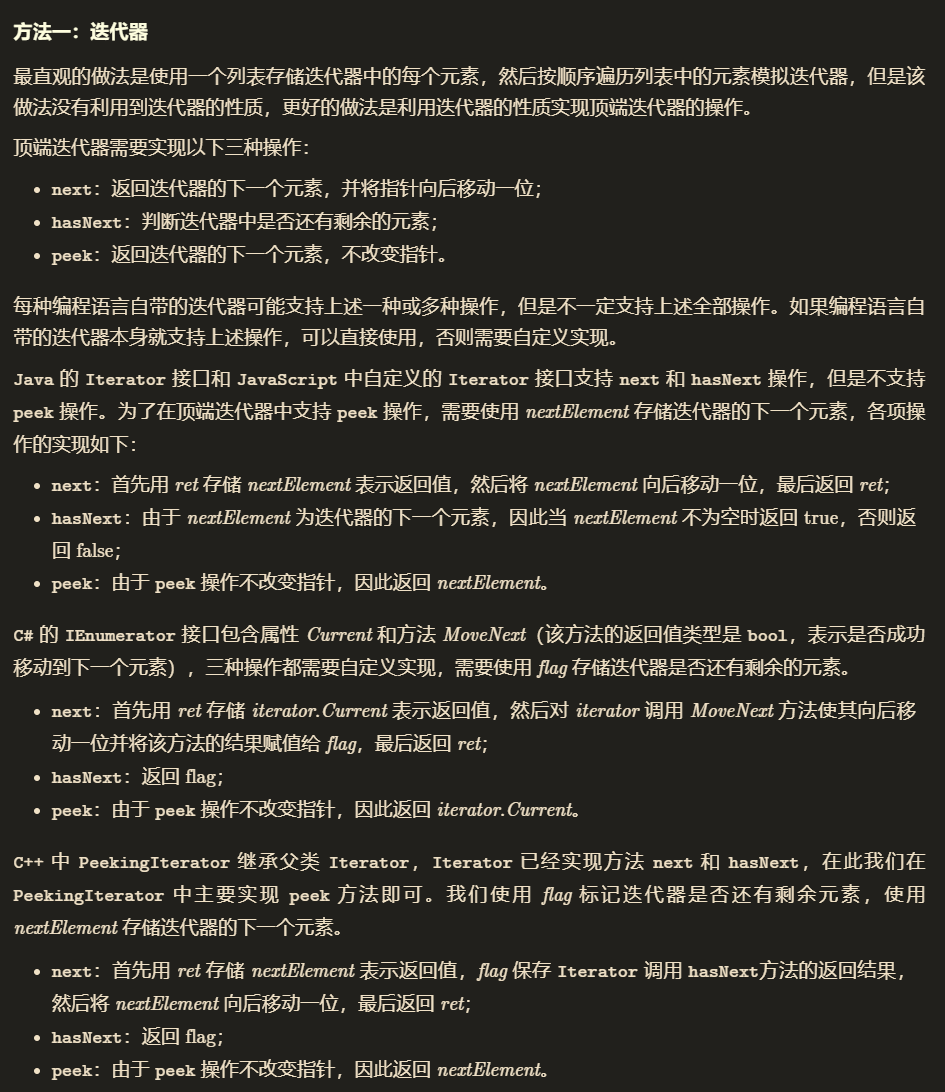 方法一：迭代器
最直观的做法是使用一个列表存储迭代器中的每个元素，然后按顺序遍历列表中的元素模拟迭代器，但是该
做法没有利用到迭代器的性质，更好的做法是利用迭代器的性质实现顶端迭代器的操作。
顶端迭代器需要实现以下三种操作：
• next：返回迭代器的下一个元素，并将指针向后移动一位；
• hasNext：判断迭代器中是否还有剩余的元素；
• peek：返回迭代器的下一个元素，不改变指针。
每种编程语言自带的迭代器可能支持上述一种或多种操作，但是不一定支持上述全部操作。如果编程语言自
带的迭代器本身就支持上述操作，可以直接使用，否则需要自定义实现。
Java 的 Iterator 接口和 JavaScript 中自定义的 Iterator 接口支持 next 和 hasNext 操作，但是不支持
peek 操作。为了在顶端迭代器中支持 peek 操作，需要使用 nextElement 存储迭代器的下一个元素，各项操
作的实现如下：
• next：首先用 ret 存储 nextElement 表示返回值，然后将 nextElement 向后移动一位，最后返回 ret；
• hasNext：由于 nextElement 为迭代器的下一个元素，因此当 nextElement 不为空时返回 true，否则返
回 false；
• peek：由于 peek 操作不改变指针，因此返回 nextElement。
C# 的 IEnumerator 接口包含属性 Current 和方法 MoveNext（该方法的返回值类型是 bool，表示是否成功
移动到下一个元素），三种操作都需要自定义实现，需要使用 flag 存储迭代器是否还有剩余的元素。
• next：首先用 ret 存储 iterator.Current 表示返回值，然后对 iterator 调用 MoveNext 方法使其向后移
动一位并将该方法的结果赋值给 flag，最后返回 ret；
• hasNext：返回 flag；
• peek：由于 peek 操作不改变指针，因此返回 iterator.Current。
C++ 中 PeekingIterator 继承父类 Iterator，Iterator 已经实现方法 next 和 hasNext，在此我们在
PeekingIterator 中主要实现 peek 方法即可。我们使用 flag 标记迭代器是否还有剩余元素，使用
nextElement 存储迭代器的下一个元素。
• next：首先用 ret 存储 nextElement 表示返回值，flag 保存 Iterator 调用 hasNext方法的返回结果，
然后将 nextElement 向后移动一位，最后返回 ret；
• hasNext：返回 flag；
• peek：由于 peek 操作不改变指针，因此返回 nextElement。